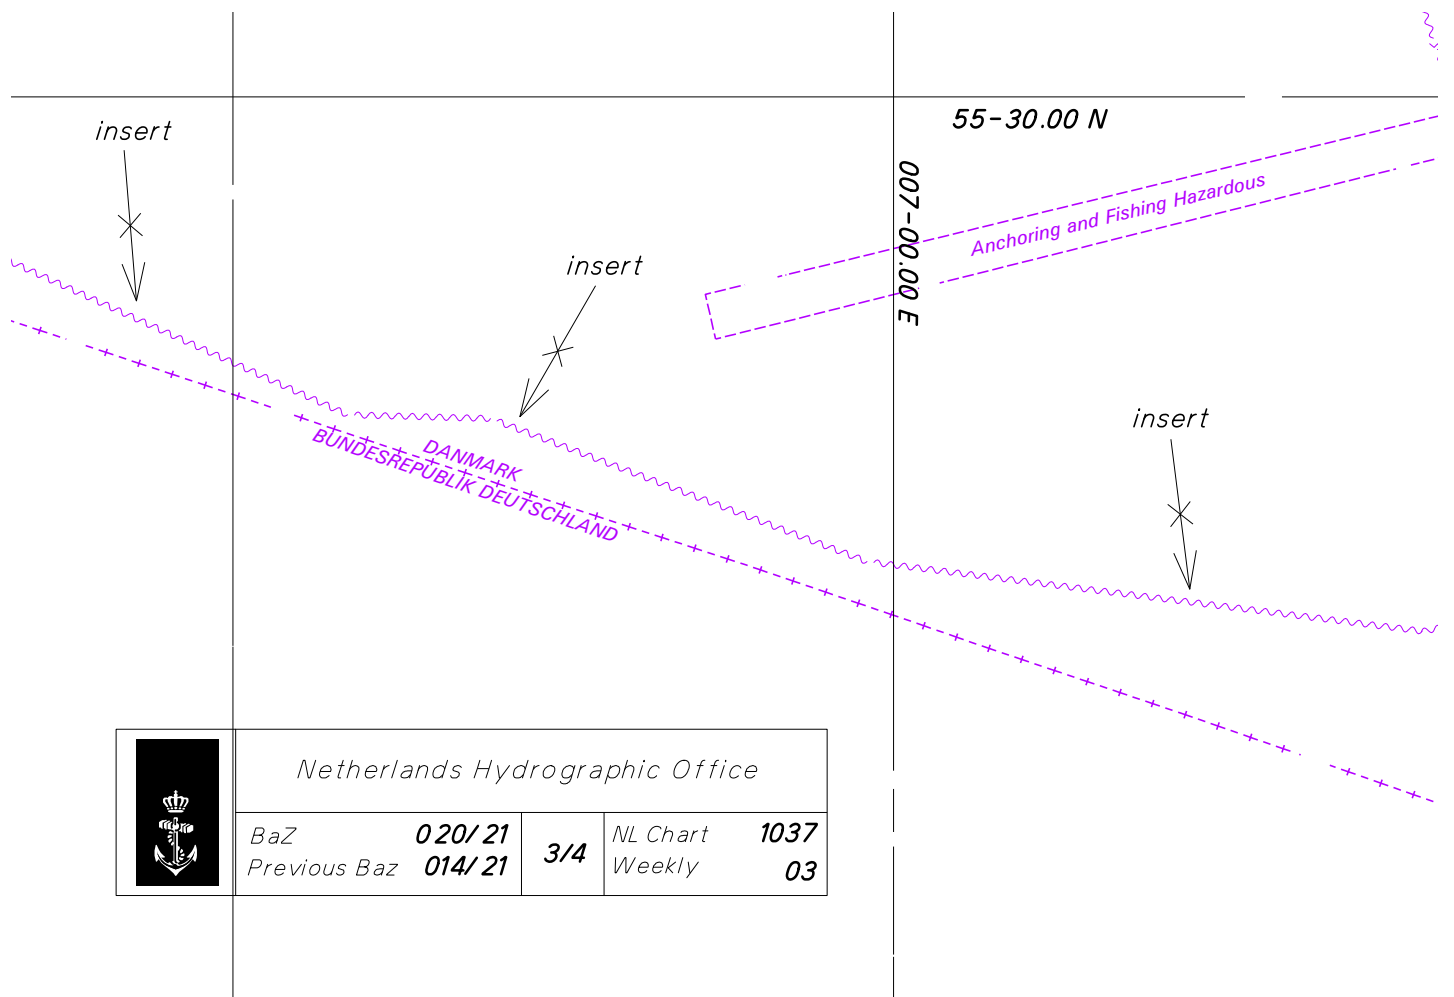 55-30.00 N
insert
007-00.00 E
Anchoring and Fishing Hazardous
insert
insert
DANMARK
BUNDESREPUBLIK DEUTSCHLAND
Netherlands Hydrographic Office
BaZ 020/21
Previous Baz 014/21
3/4
NL Chart 1037
Weekly 03